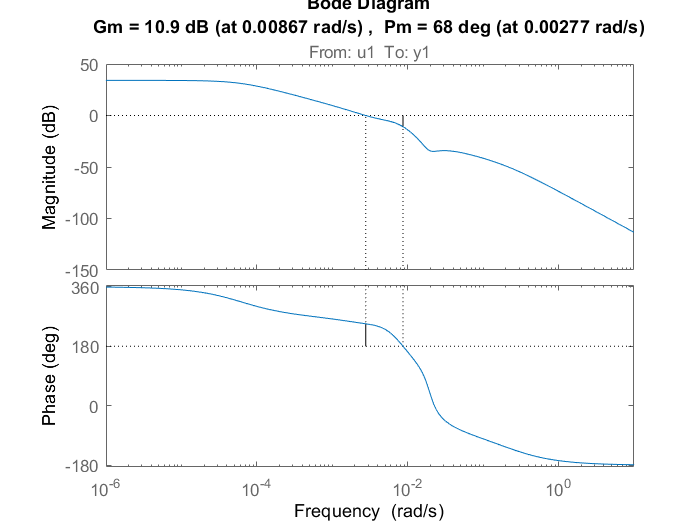 Bode Diagram
Gm = 10.9 dB (at 0.00867 rad/s) , Pm = 68 deg (at 0.00277 rad/s)
From: u1 To: y1
50
0
-50
-100
-150
Magnitude (dB)
360
180
0
-180
Phase (deg)
10^-6
10^-4
10^-2
10^0
Frequency (rad/s)